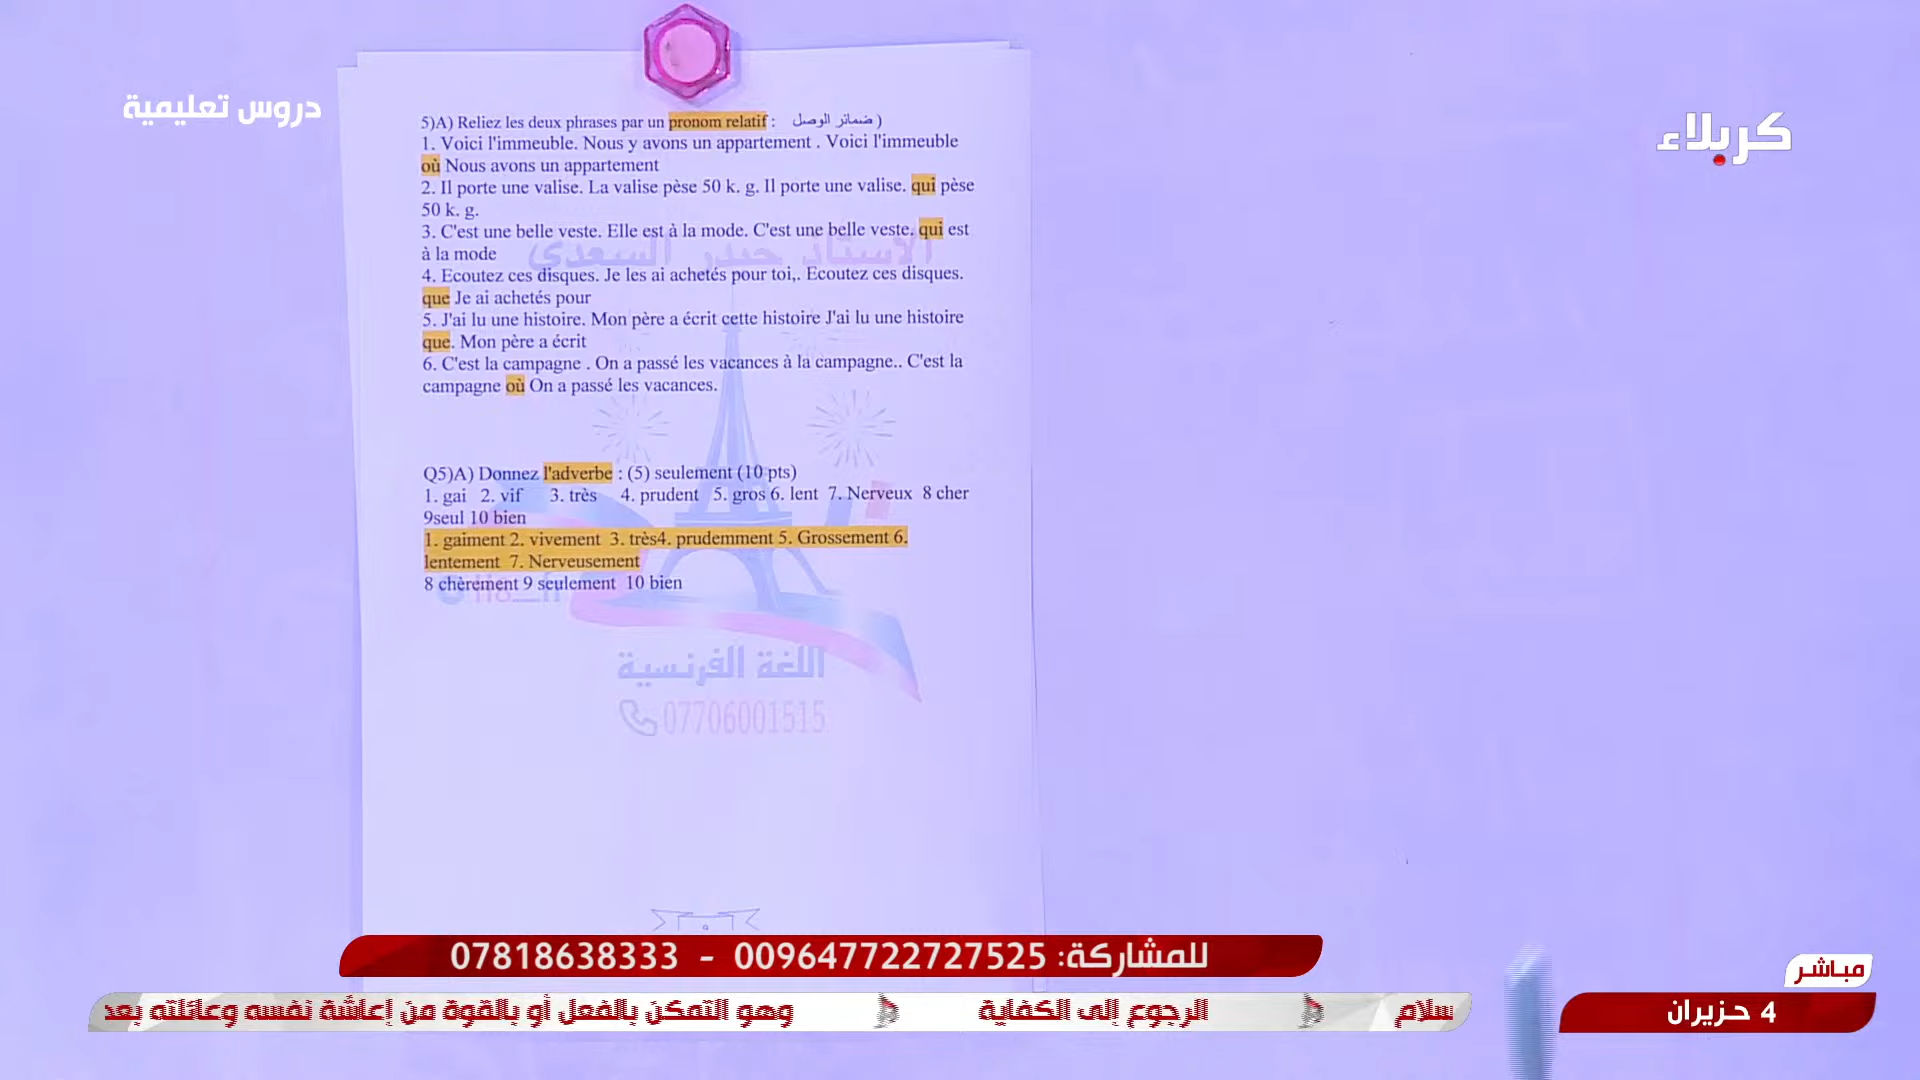 دروس تعليمية
كربلاء
5)A) Reliez les deux phrases par un pronom relatif : ضمائر الوصل )
1. Voici l'immeuble. Nous y avons un appartement . Voici l'immeuble
où Nous avons un appartement
2. Il porte une valise. La valise pèse 50 k. g. Il porte une valise. qui pèse
50 k. g.
3. C'est une belle veste. Elle est à la mode. C'est une belle veste. qui est
à la mode
الاستاذ حيدر السعدي
4. Ecoutez ces disques. Je les ai achetés pour toi,. Ecoutez ces disques.
que Je ai achetés pour
5. J'ai lu une histoire. Mon père a écrit cette histoire J'ai lu une histoire
que. Mon père a écrit
6. C'est la campagne . On a passé les vacances à la campagne.. C'est la
campagne où On a passé les vacances.
Q5)A) Donnez l'adverbe : (5) seulement (10 pts)
1. gai 2. vif 3. très 4. prudent 5. gros 6. lent 7. Nerveux 8 cher
9seul 10 bien
1. gaiment 2. vivement 3. très4. prudemment 5. Grossement 6.
lentement 7. Nerveusement
8 chèrement 9 seulement 10 bien
اللغة الفرنسية
07706001515
للمشاركة: 009647722727525 - 07818638333
مباشر
4 حزيران
سلام
الرجوع إلى الكفاية
وهو التمكن بالفعل أو بالقوة من إعاشة نفسه وعائلته بعد